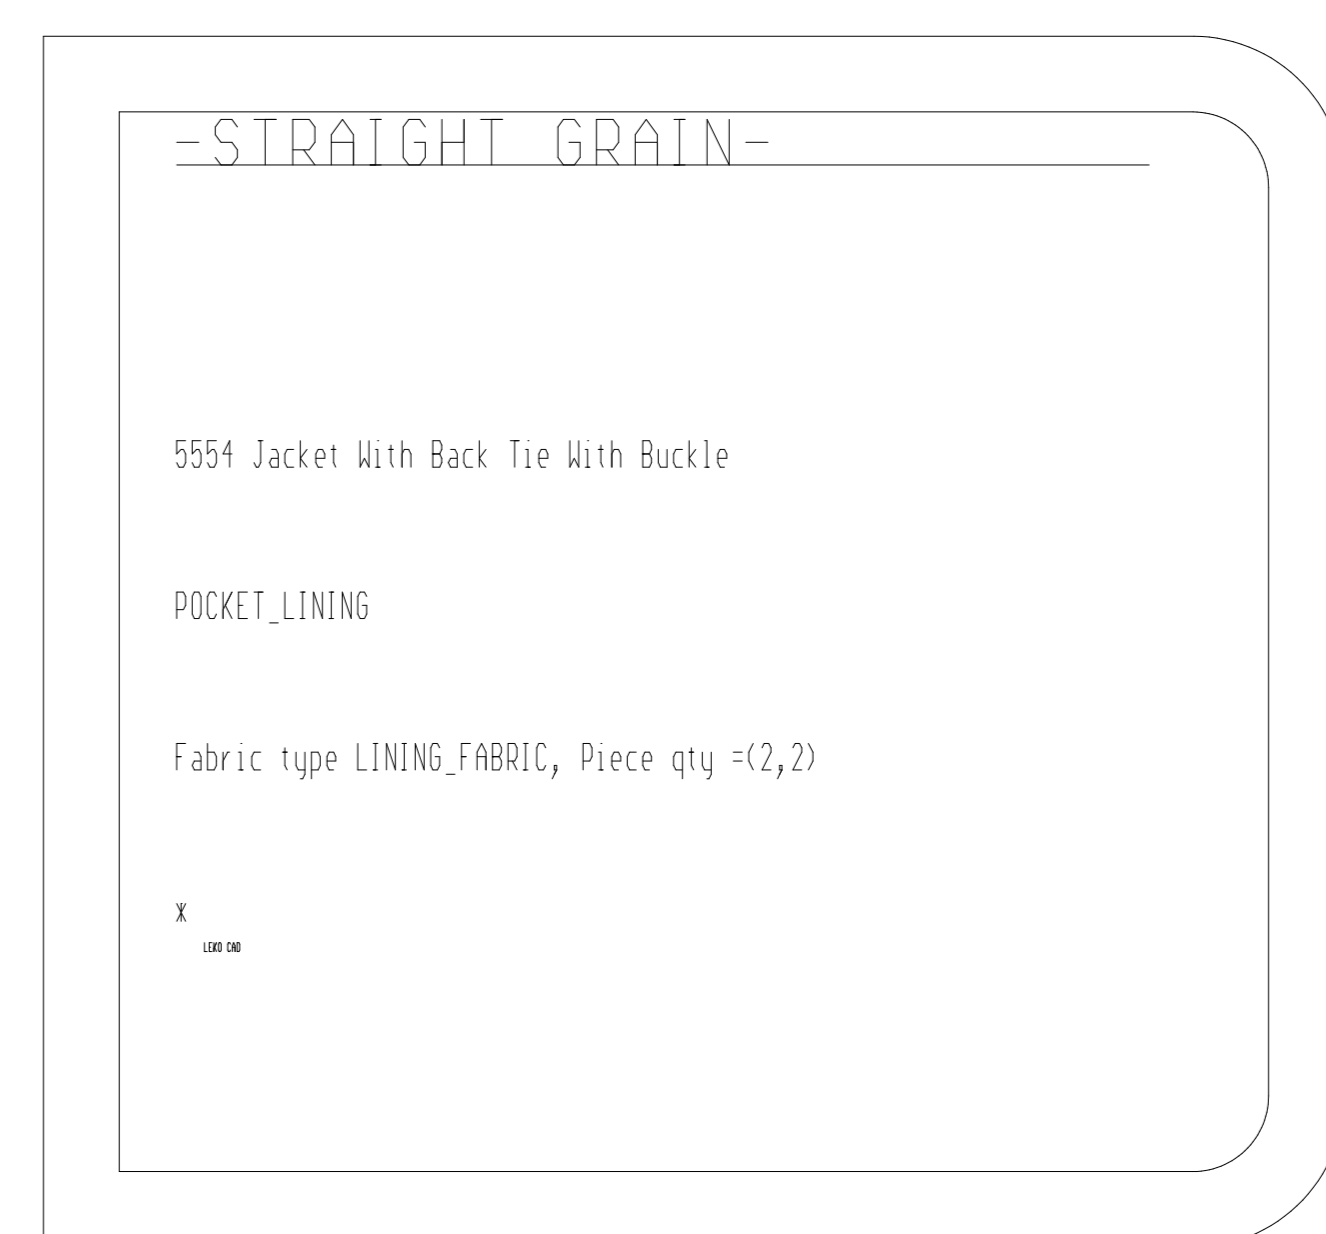 -STRAIGHT GRAIN-
5554 Jacket With Back Tie With Buckle
POCKET_LINING
Fabric type LINING_FABRIC, Piece qty =(2,2)
LEKO CAD